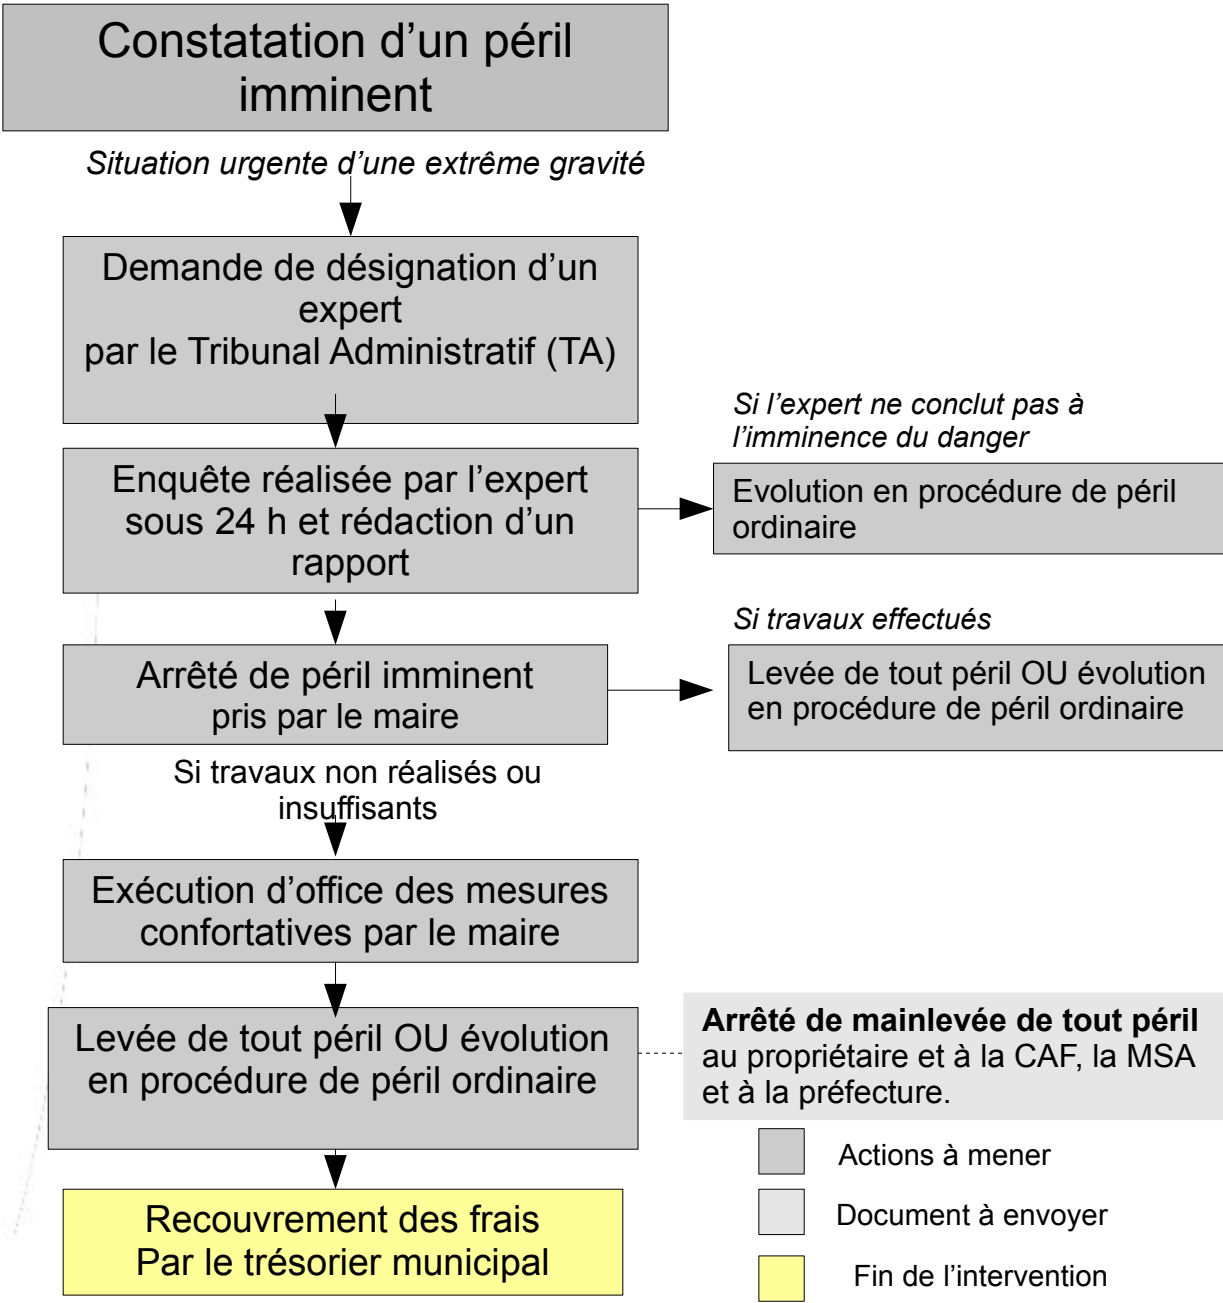 Constatation d’un péril
imminent
Situation urgente d’une extrême gravité
Demande de désignation d’un
expert
par le Tribunal Administratif (TA)
Si l’expert ne conclut pas à
l’imminence du danger
Enquête réalisée par l’expert
sous 24 h et rédaction d’un
rapport
Evolution en procédure de péril
ordinaire
Si travaux effectués
Arrêté de péril imminent
pris par le maire
Levée de tout péril OU évolution
en procédure de péril ordinaire
Si travaux non réalisés ou
insuffisants
Exécution d’office des mesures
confortatives par le maire
Levée de tout péril OU évolution
en procédure de péril ordinaire
Arrêté de mainlevée de tout péril
au propriétaire et à la CAF, la MSA
et à la préfecture.
Recouvrement des frais
Par le trésorier municipal
Actions à mener
Document à envoyer
Fin de l’intervention